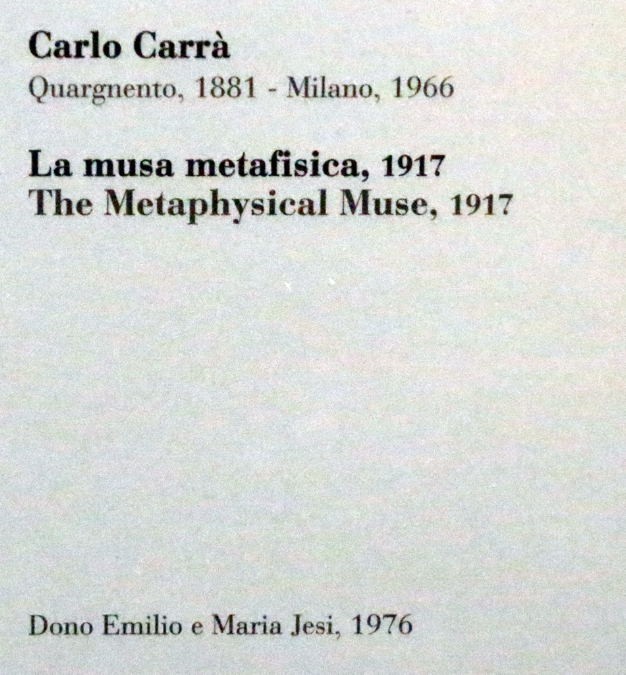 Carlo Carrà
Quargnento, 1881 - Milano, 1966
La musa metafisica, 1917
The Metaphysical Muse, 1917
Dono Emilio e Maria Jesi, 1976